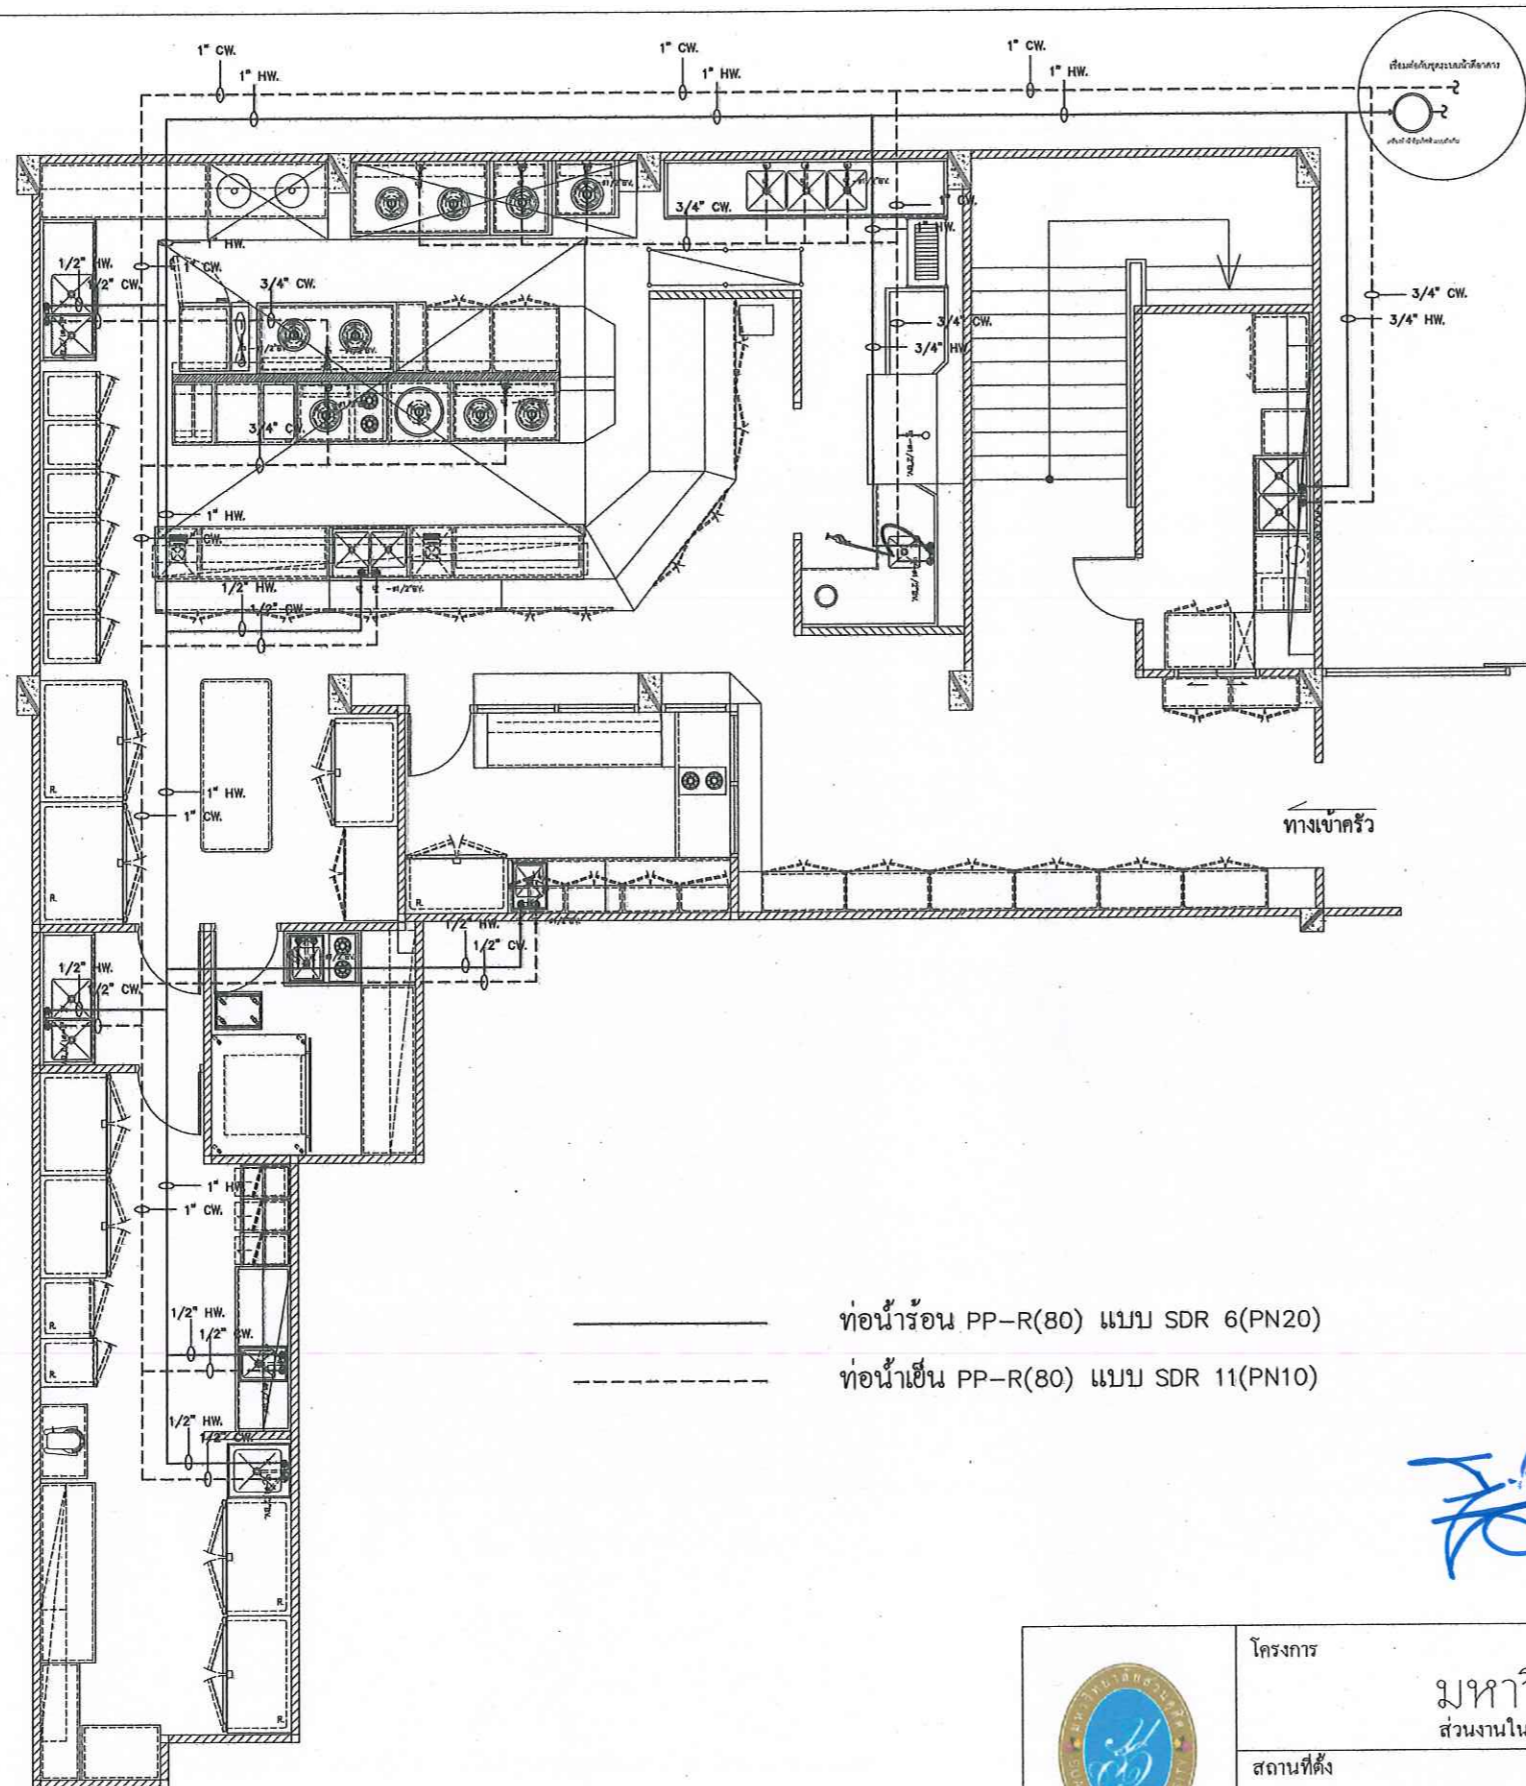 1" CW.
1" HW.
1" CW.
1" HW.
1" CW.
1" HW.
3/4" CW.
1" CW.
1" HW.
1" HW.
1" CW.
1/2" HW.
1/2" CW.
3/4" CW.
3/4" CW.
3/4" HW.
3/4" CW.
3/4" HW.
3/4" CW.
1" HW.
CW.
1/2" HW.
1/2" CW.
1" HW.
1" CW.
R.
R.
ทางเข้าครัว
R.
1/2" HW.
1/2" CW.
1/2" HW.
1/2" CW.
1" HW.
1" CW.
1/2" HW.
1/2" CW.
R.
R.
1/2" HW.
1/2" CW.
R.
R.
ท่อน้ำร้อน PP-R(80) แบบ SDR 6(PN20)
ท่อน้ำเย็น PP-R(80) แบบ SDR 11(PN10)
โครงการ
ส่วนงานใน
สถานที่ตั้ง